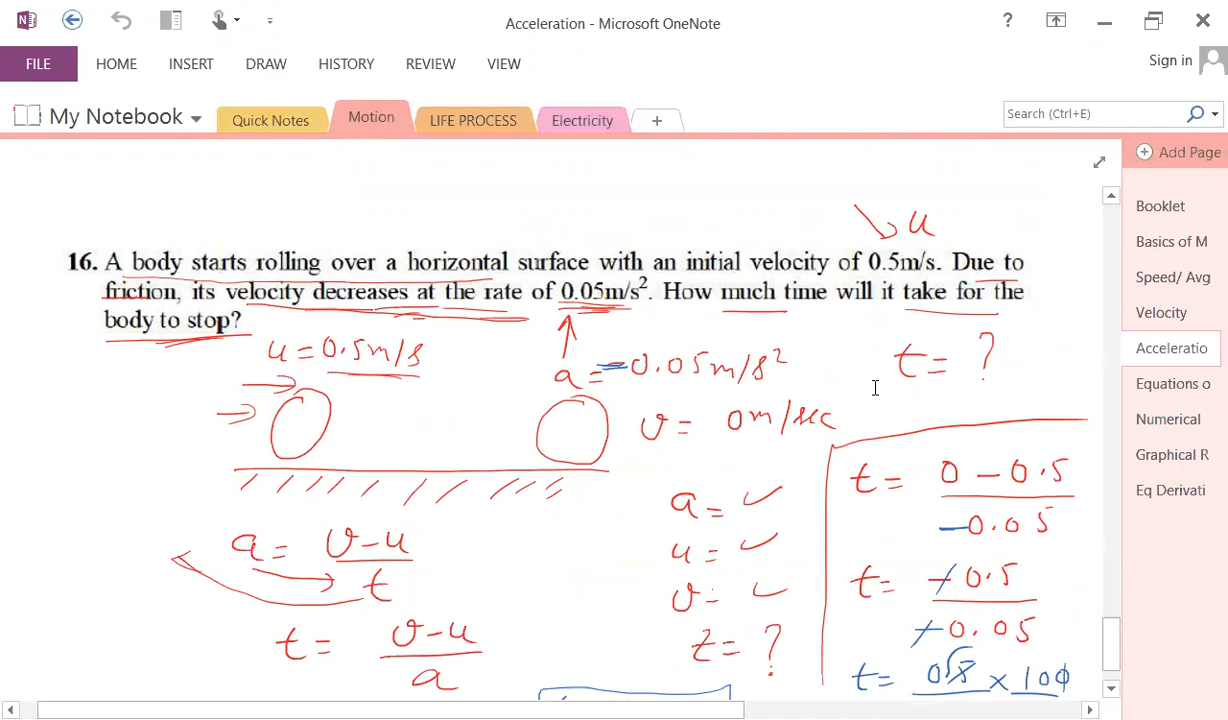 Acceleration - Microsoft OneNote
FILE HOME INSERT DRAW HISTORY REVIEW VIEW
Sign in
My Notebook
Quick Notes Motion LIFE PROCESS Electricity
Search (Ctrl+E)
Add Page
Booklet
Basics of M
Speed/ Avg
Velocity
Acceleratio
Equations o
Numerical
Graphical R
Eq Derivati
u
16. A body starts rolling over a horizontal surface with an initial velocity of 0.5m/s. Due to
friction, its velocity decreases at the rate of 0.05m/s². How much time will it take for the
body to stop?
u = 0.5m/s
a = -0.05m/s²
t = ?
v = 0m/sec
a = ✓
u = ✓
v = ✓
t = ?
a = v-u / t
t = v-u / a
t = 0 - 0.5 / -0.05
t = -0.5 / -0.05